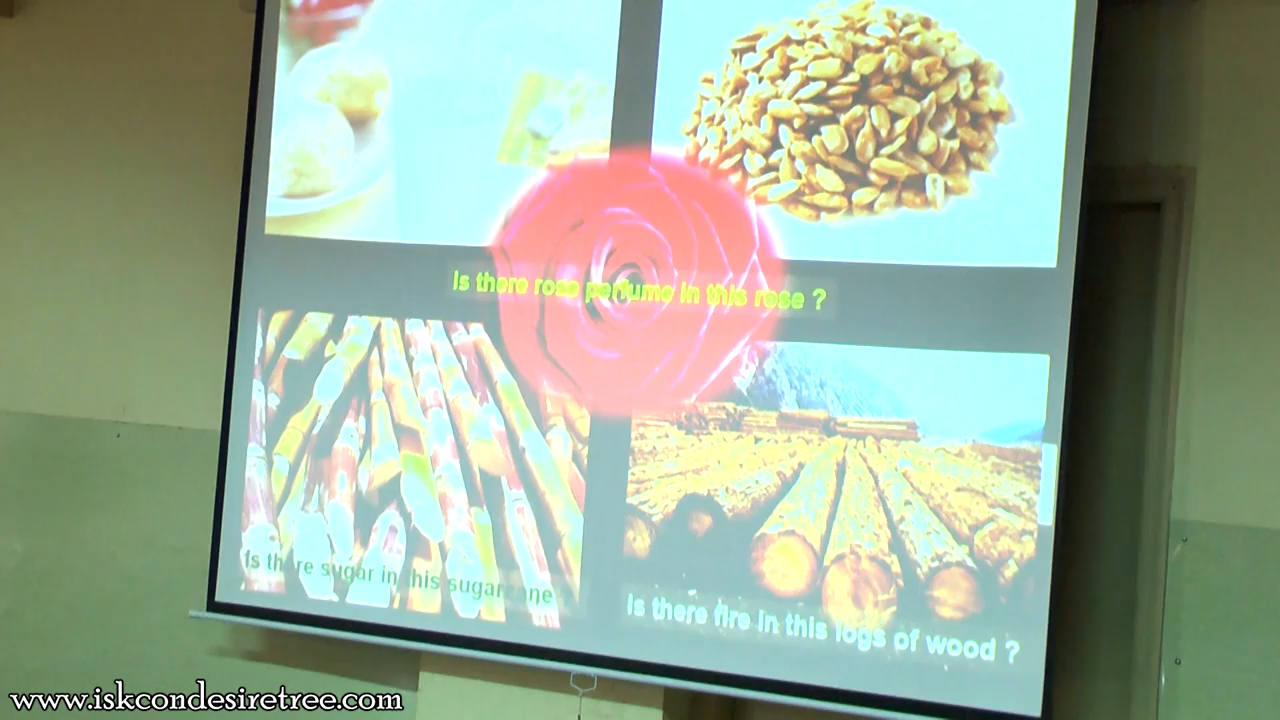 Is there rose perfume in this rose ?
Is there sugar in this sugarcane ?
Is there fire in this logs of wood ?
www.iskcondesiretree.com